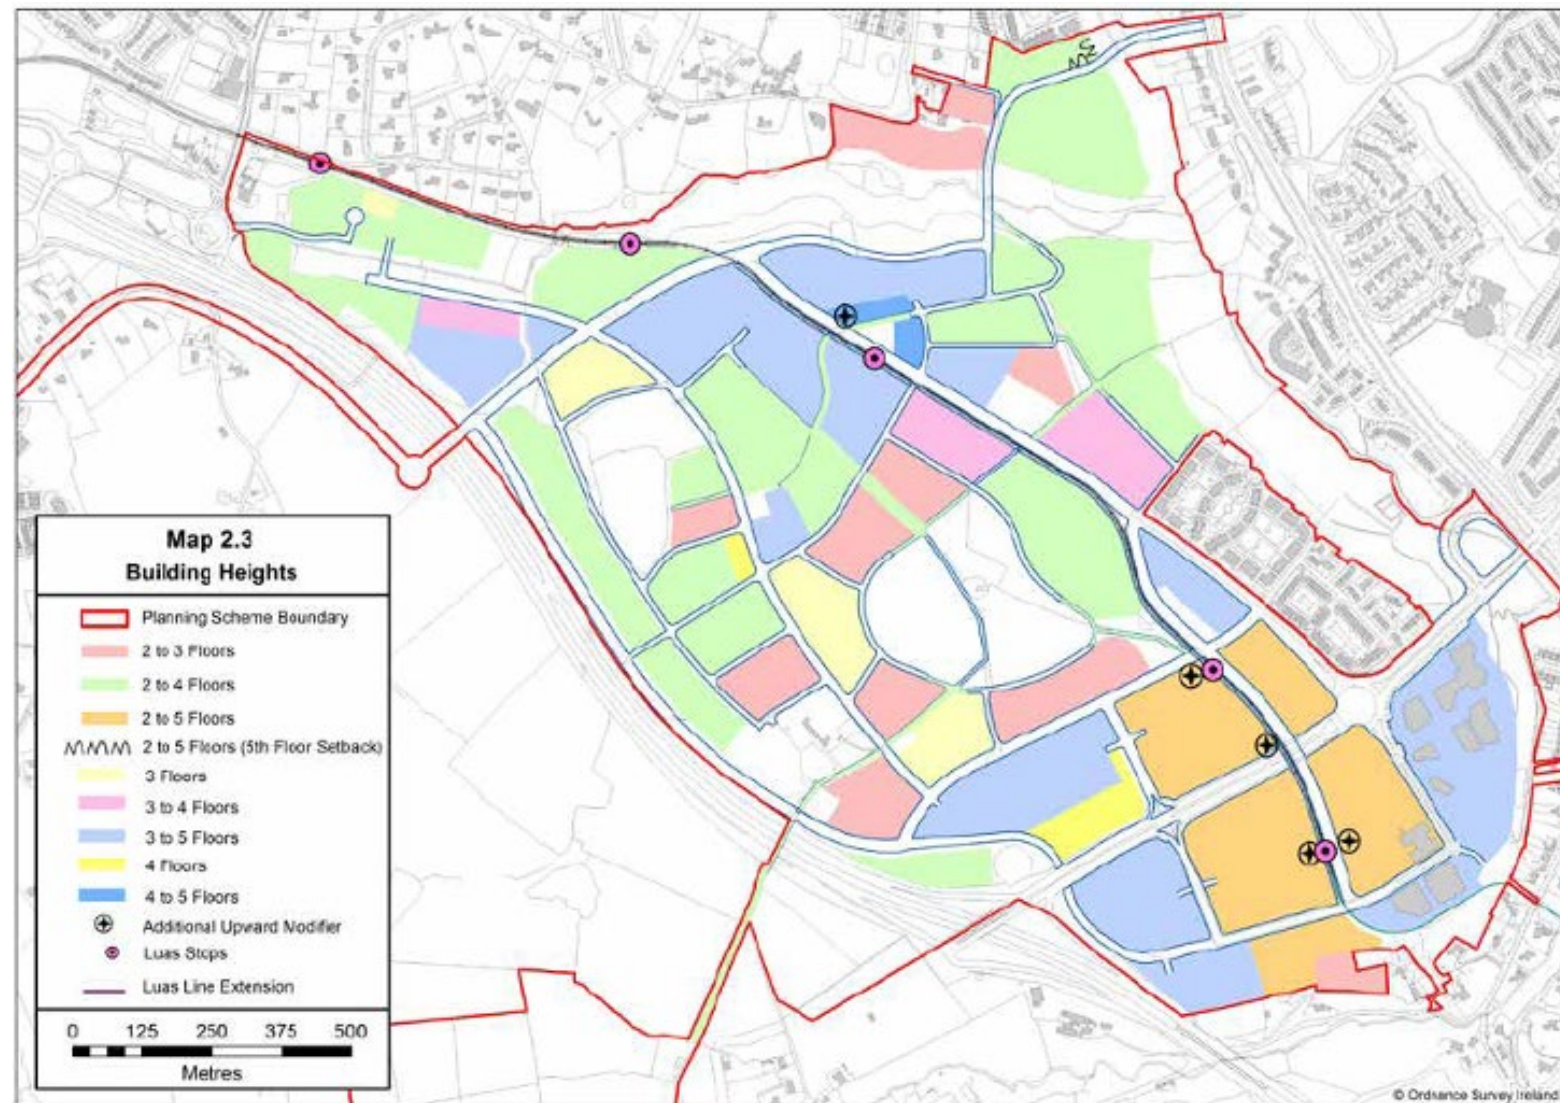 Map 2.3
Building Heights
Planning Scheme Boundary
2 to 3 Floors
2 to 4 Floors
2 to 5 Floors
2 to 5 Floors (5th Floor Setback)
3 Floors
3 to 4 Floors
3 to 5 Floors
4 Floors
4 to 5 Floors
Additional Upward Modifier
Luas Stops
Luas Line Extension
0 125 250 375 500
Metres
© Ordnance Survey Ireland